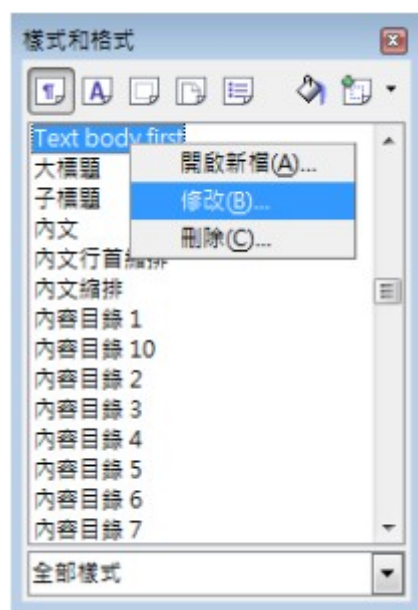 樣式和格式
Text body first
大標題
開啟新檔(A)...
子標題
修改(B)...
內文
刪除(C)...
內文行首縮排
內文縮排
內容目錄 1
內容目錄 10
內容目錄 2
內容目錄 3
內容目錄 4
內容目錄 5
內容目錄 6
內容目錄 7
全部樣式